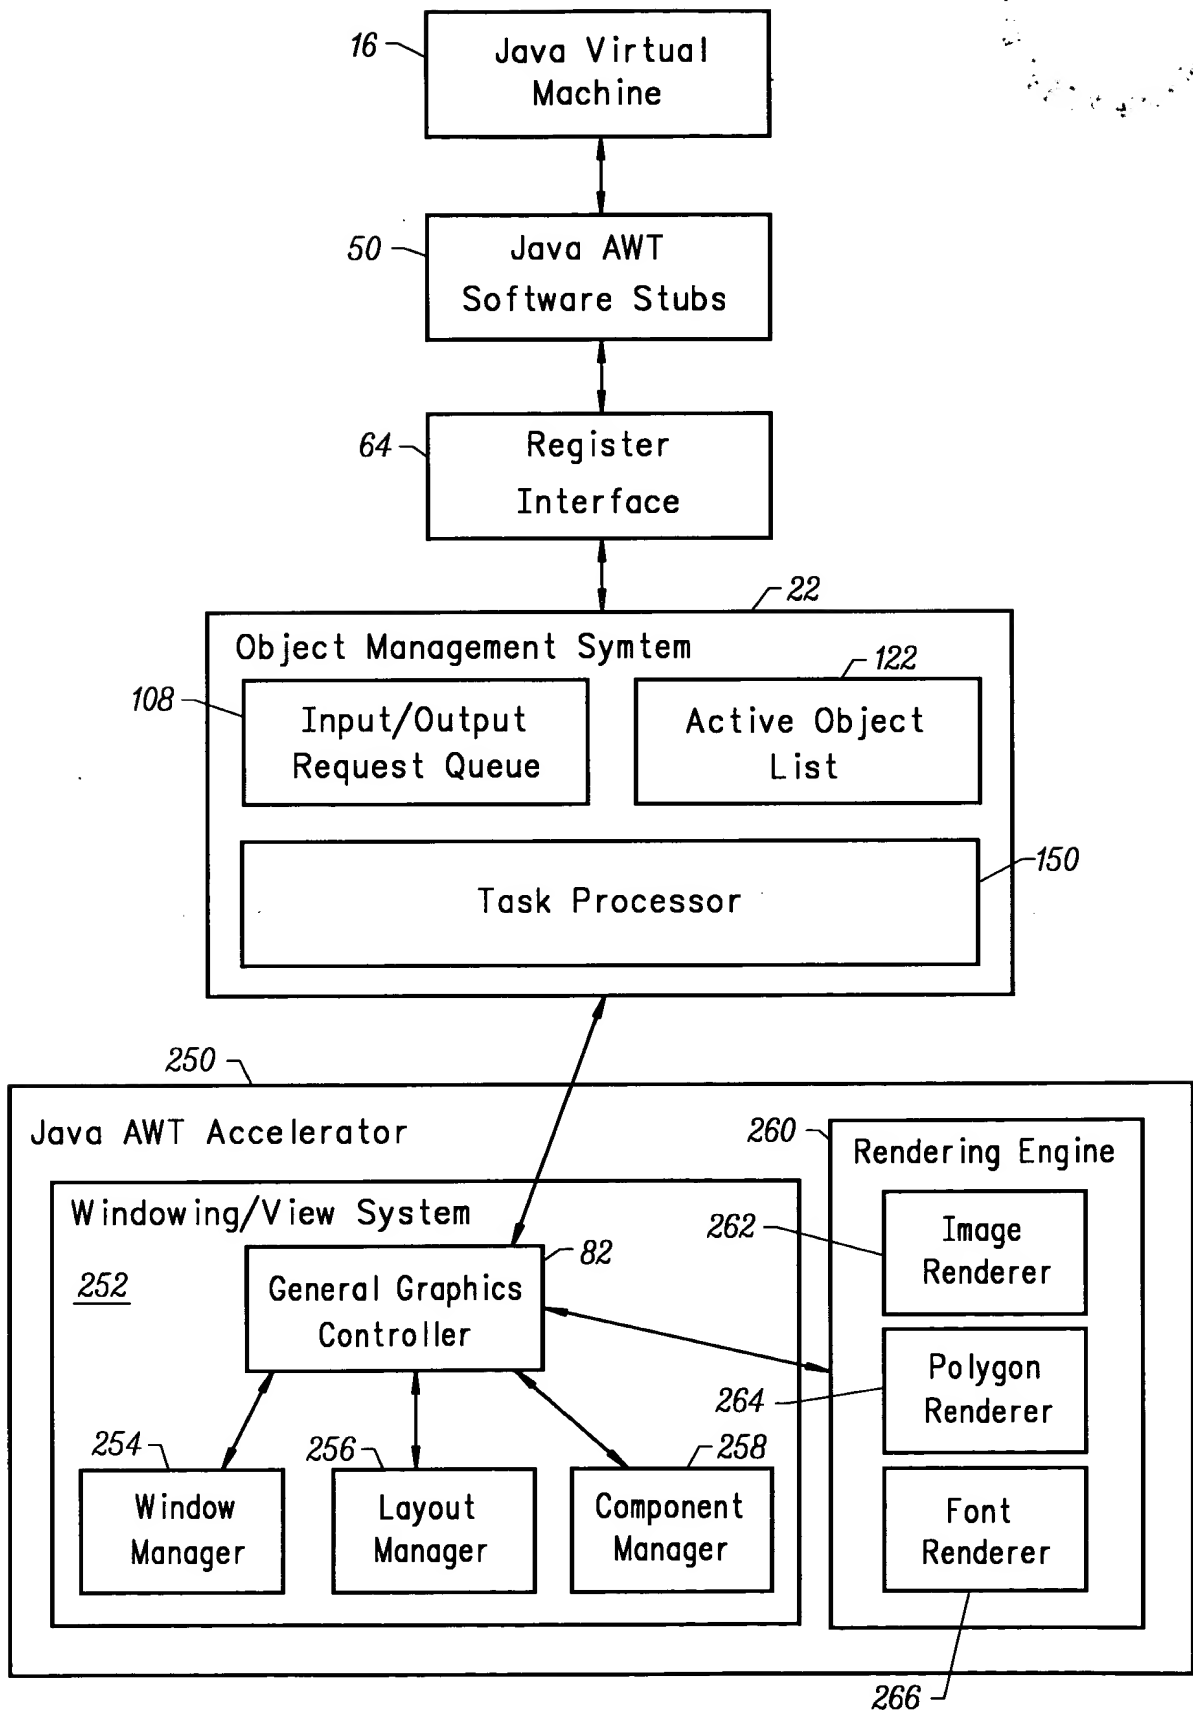 16
Java Virtual
Machine
50
Java AWT
Software Stubs
64
Register
Interface
22
Object Management Symtem
108
Input/Output
Request Queue
122
Active Object
List
150
Task Processor
250
Java AWT Accelerator
Windowing/View System
252
82
General Graphics
Controller
254
Window
Manager
256
Layout
Manager
258
Component
Manager
260
Rendering Engine
262
Image
Renderer
264
Polygon
Renderer
Font
Renderer
266